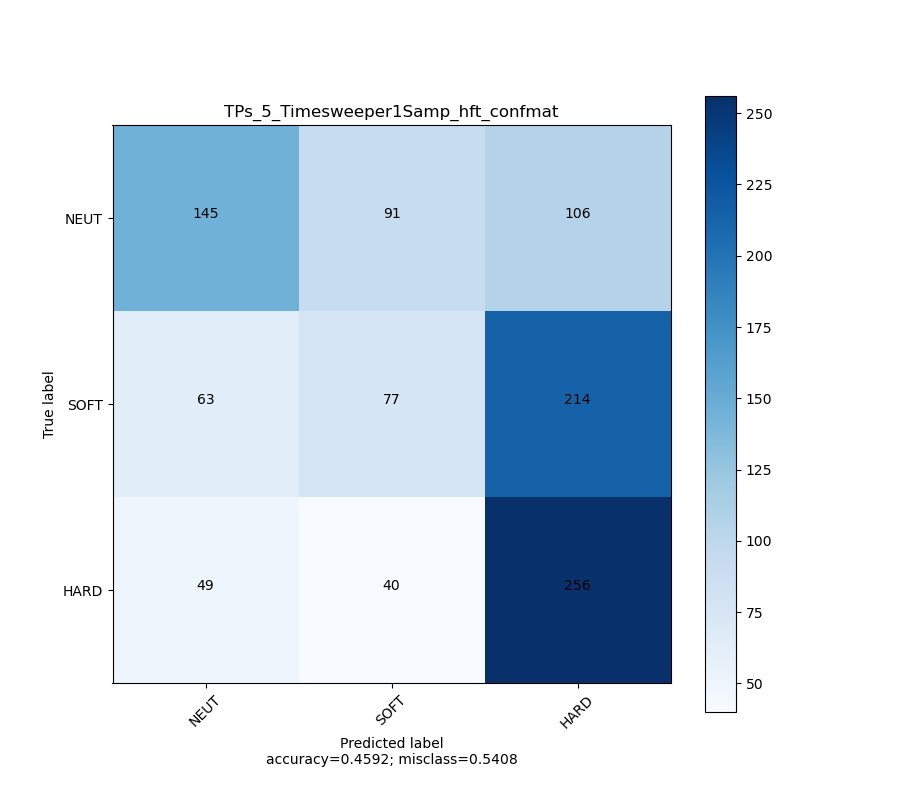 TPs_5_Timesweeper1Samp_hft_confmat
250
225
200
175
150
125
100
75
50
True label
NEUT
145 91 106
SOFT
63 77 214
HARD
49 40 256
NEUT SOFT HARD
Predicted label
accuracy=0.4592; misclass=0.5408